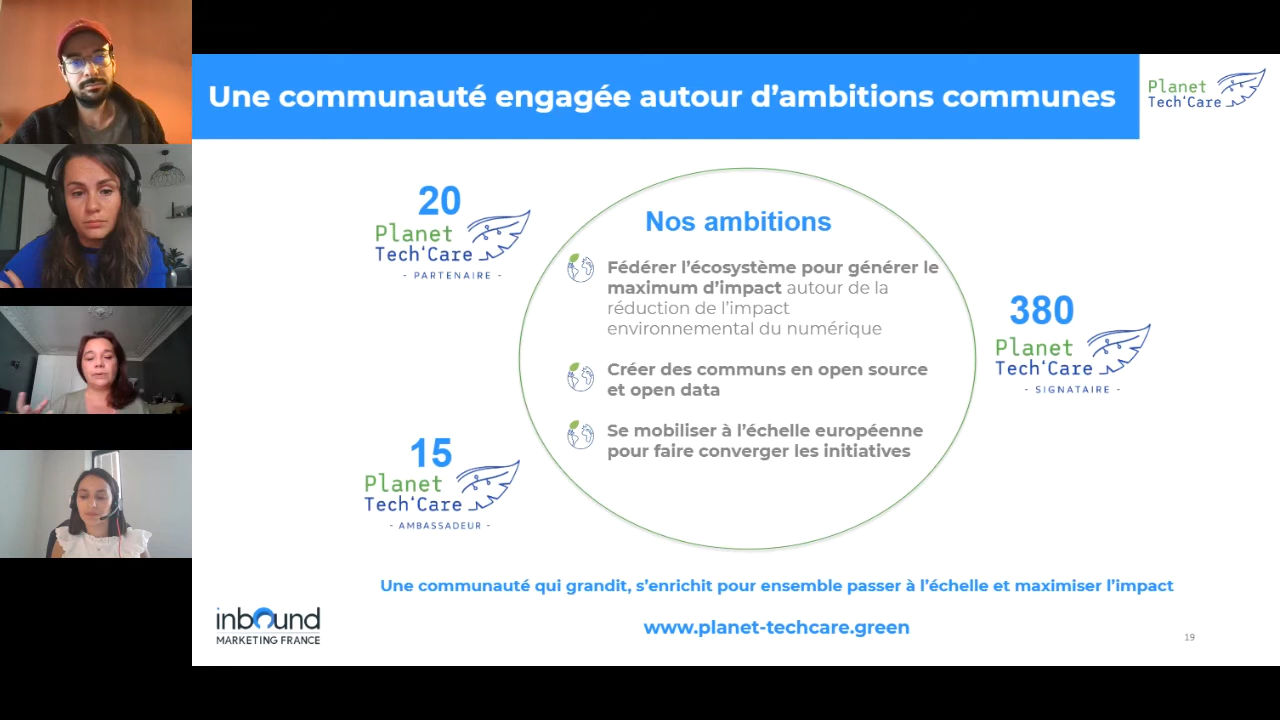 Une communauté engagée autour d’ambitions communes
Planet
Tech‘Care
20
Planet
Tech‘Care
- PARTENAIRE -
Nos ambitions
Fédérer l’écosystème pour générer le
maximum d’impact autour de la
réduction de l’impact
environnemental du numérique
Créer des communs en open source
et open data
Se mobiliser à l’échelle européenne
pour faire converger les initiatives
380
Planet
Tech‘Care
- SIGNATAIRE -
15
Planet
Tech‘Care
- AMBASSADEUR -
Une communauté qui grandit, s’enrichit pour ensemble passer à l’échelle et maximiser l’impact
inbound
MARKETING FRANCE
www.planet-techcare.green
19